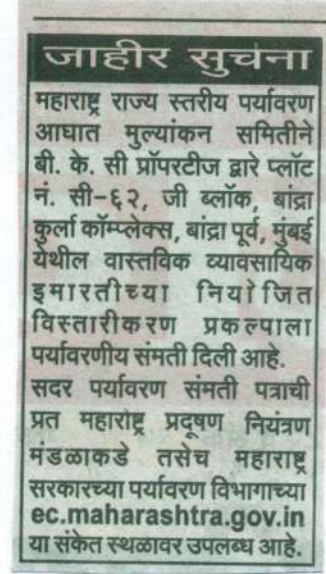 जाहीर सुचना
महाराष्ट्र राज्य स्तरीय पर्यावरण
आघात मुल्यांकन समितीने
बी. के. सी प्रॉपरटीज द्वारे प्लॉट
नं. सी-६२, जी ब्लॉक, बांद्रा
कुर्ला कॉम्प्लेक्स, बांद्रा पूर्व, मुंबई
येथील वास्तविक व्यावसायिक
इमारतीच्या नियोजित
विस्तारीकरण प्रकल्पाला
पर्यावरणीय संमती दिली आहे.
सदर पर्यावरण संमती पत्राची
प्रत महाराष्ट्र प्रदूषण नियंत्रण
मंडळाकडे तसेच महाराष्ट्र
सरकारच्या पर्यावरण विभागाच्या
ec.maharashtra.gov.in
या संकेत स्थळावर उपलब्ध आहे.